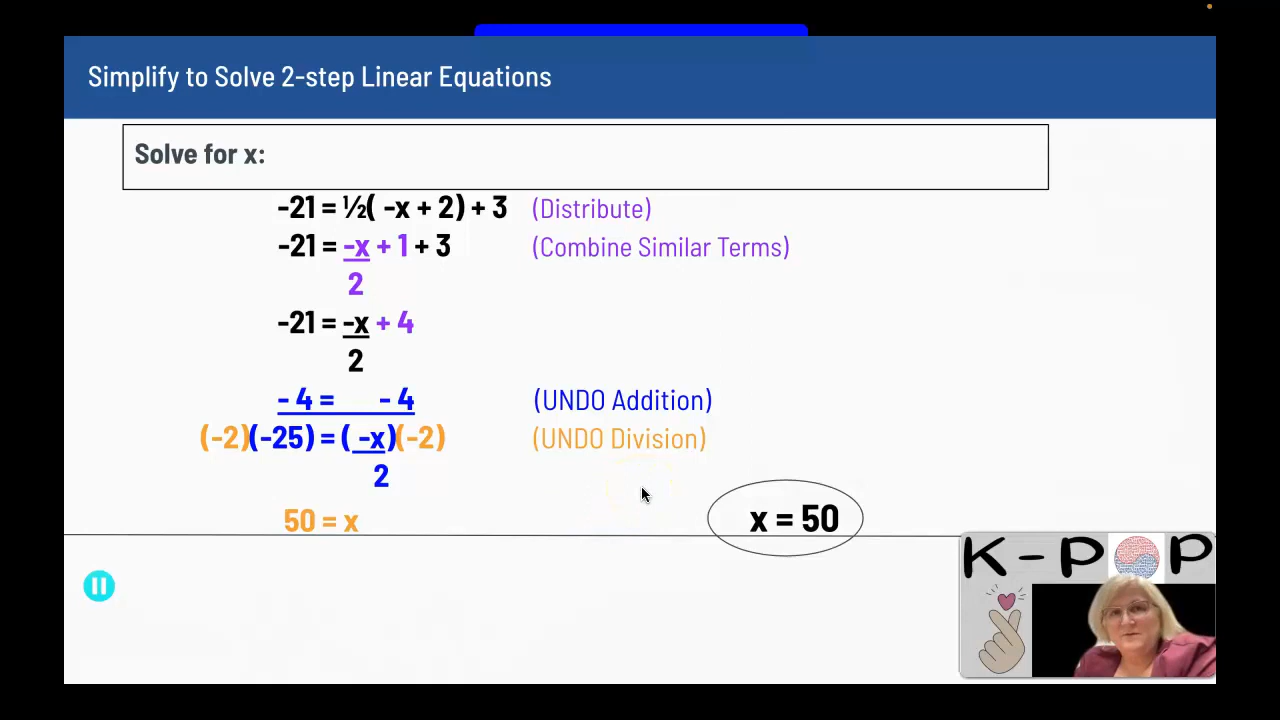 Simplify to Solve 2-step Linear Equations
Solve for x:
-21 = ½( -x + 2) + 3 (Distribute)
-21 = -x + 1 + 3 (Combine Similar Terms)
2
-21 = -x + 4
2
- 4 = - 4 (UNDO Addition)
(-2)(-25) = ( -x)(-2) (UNDO Division)
2
50 = x
x = 50
K-POP